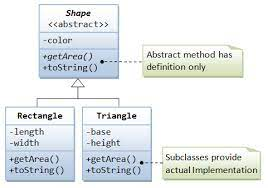 Shape
<<abstract>>
-color
+getArea()
+toString()
Abstract method has
definition only
Rectangle
-length
-width
+getArea()
+toString()
Triangle
-base
-height
+getArea()
+toString()
Subclasses provide
actual Implementation